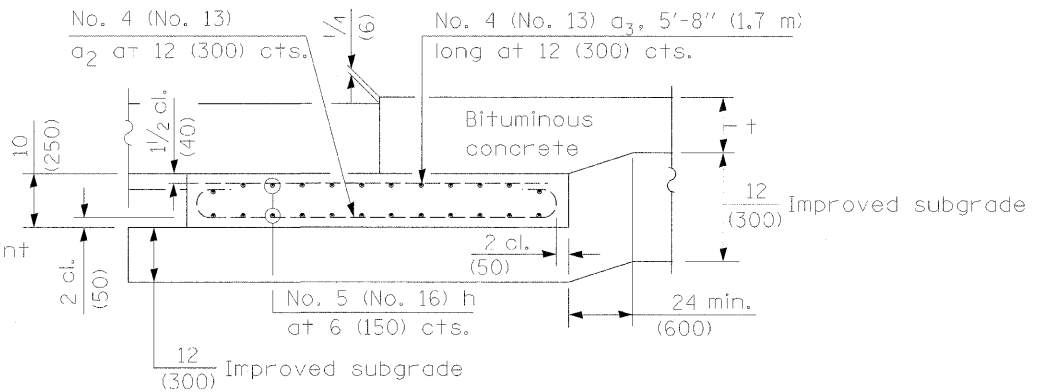 No. 4 (No. 13)
a2 at 12 (300) cts.
1/4
(6)
No. 4 (No. 13) a3, 5'-8" (1.7 m)
long at 12 (300) cts.
10
(250)
1 1/2 cl.
(40)
Bituminous
concrete
t
12
(300)
Improved subgrade
nt
2 cl.
(50)
2 cl.
(50)
No. 5 (No. 16) h
at 6 (150) cts.
24 min.
(600)
12
(300)
Improved subgrade